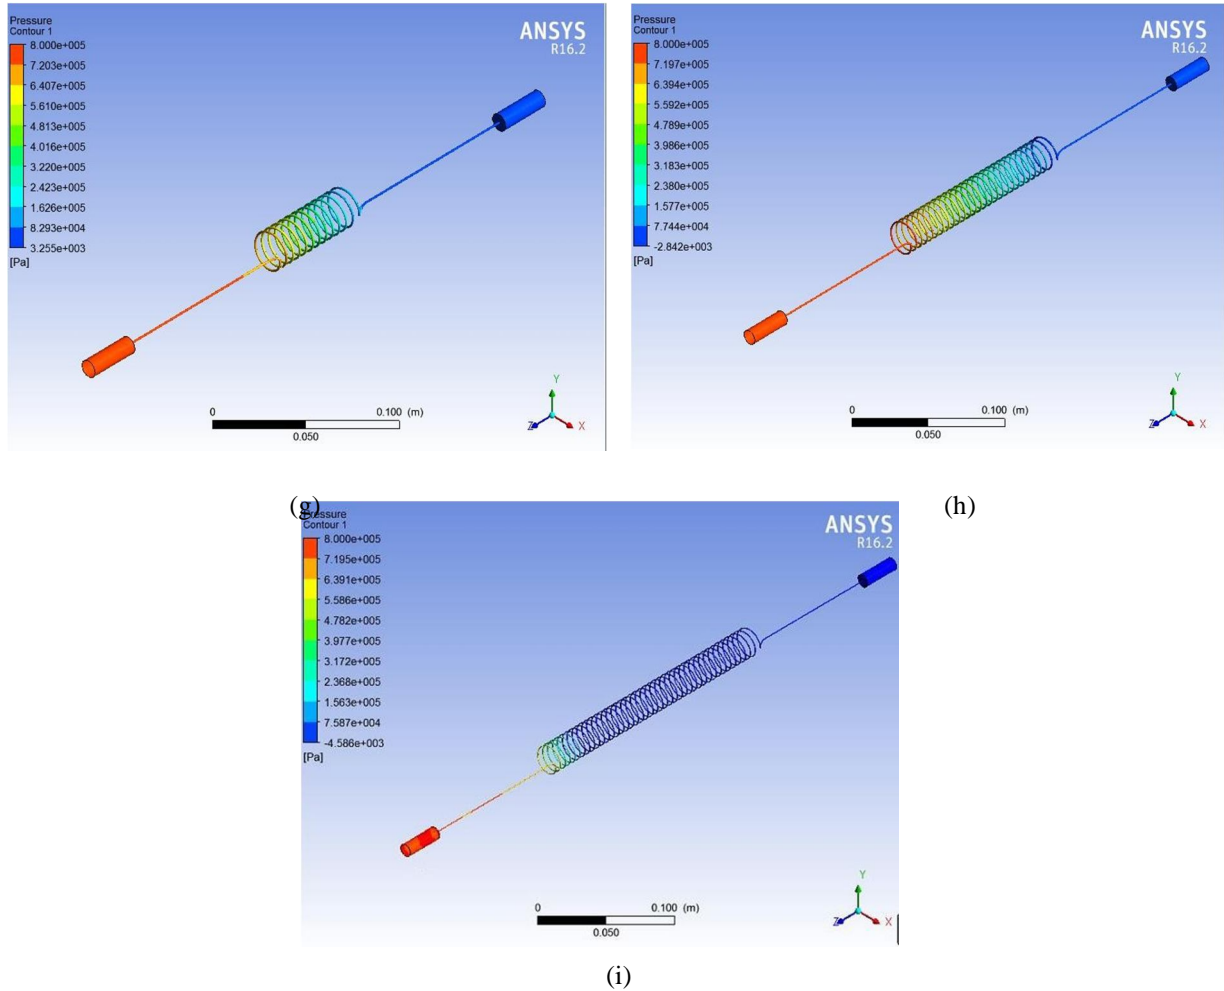 Pressure
Contour 1
8.000e+005
7.203e+005
6.407e+005
5.610e+005
4.813e+005
4.016e+005
3.220e+005
2.423e+005
1.626e+005
8.293e+004
3.255e+003
[Pa]
ANSYS
R16.2
0
0.100 (m)
0.050
Y
Z
X
Pressure
Contour 1
8.000e+005
7.197e+005
6.394e+005
5.592e+005
4.789e+005
3.986e+005
3.183e+005
2.380e+005
1.577e+005
7.744e+004
-2.842e+003
[Pa]
ANSYS
R16.2
0
0.100 (m)
0.050
Y
Z
X
(g)
(h)
Pressure
Contour 1
8.000e+005
7.195e+005
6.391e+005
5.586e+005
4.782e+005
3.977e+005
3.172e+005
2.368e+005
1.563e+005
7.587e+004
-4.586e+003
[Pa]
ANSYS
R16.2
0
0.100 (m)
0.050
Y
Z
X
(i)